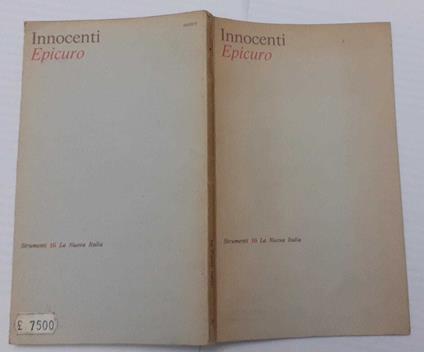 Innocenti
Epicuro
Strumenti 16 La Nuova Italia
£ 7500
Innocenti
Epicuro
Strumenti 16 La Nuova Italia